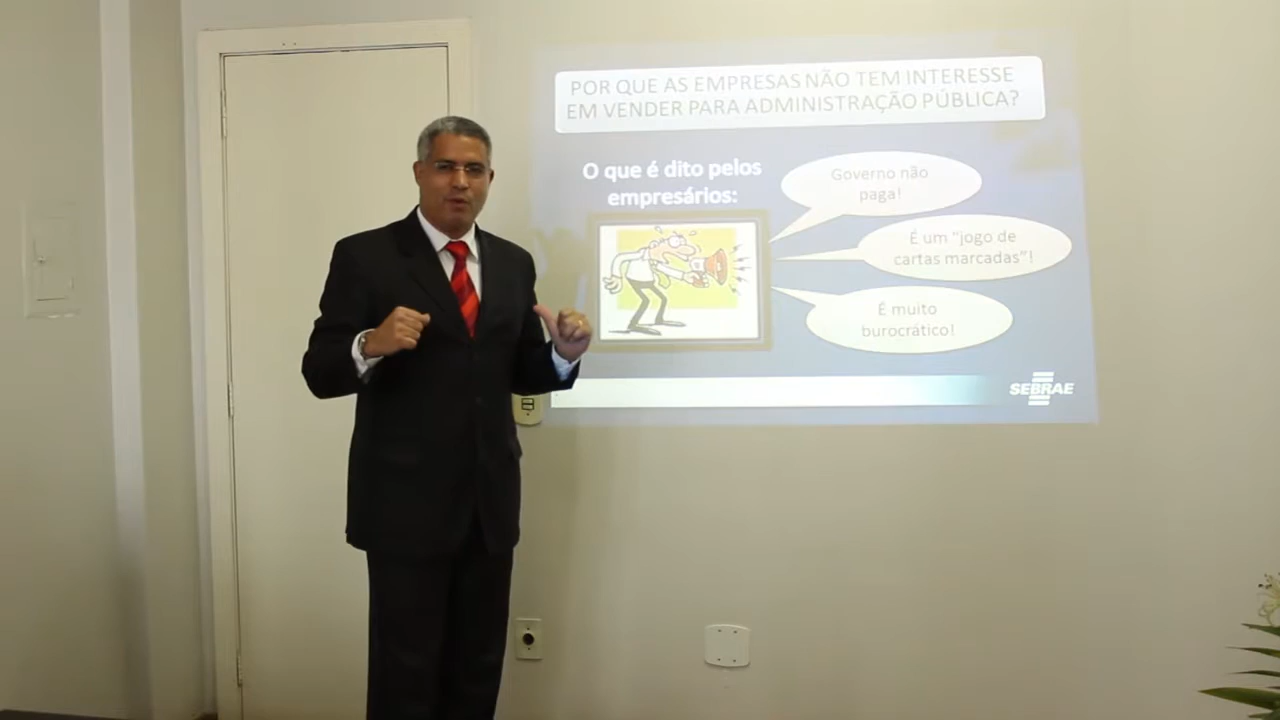 POR QUE AS EMPRESAS NÃO TEM INTERESSE
EM VENDER PARA ADMINISTRAÇÃO PÚBLICA?
O que é dito pelos
empresários:
Governo não
paga!
É um “jogo de
cartas marcadas”!
É muito
burocrático!
SEBRAE